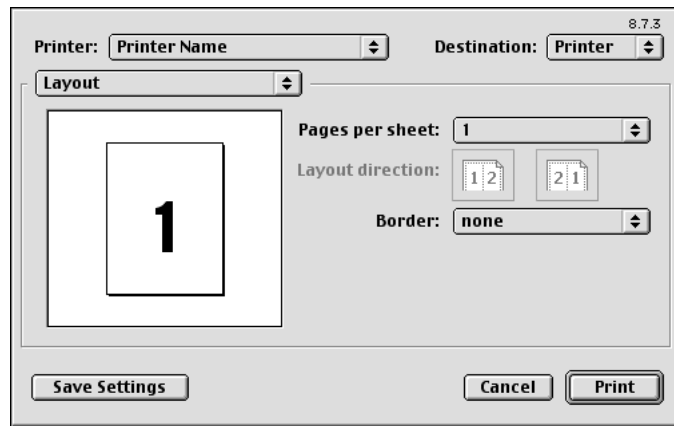 8.7.3
Printer: Printer Name Destination: Printer
Layout
Pages per sheet: 1
Layout direction: 1 2 2 1
Border: none
1
Save Settings Cancel Print